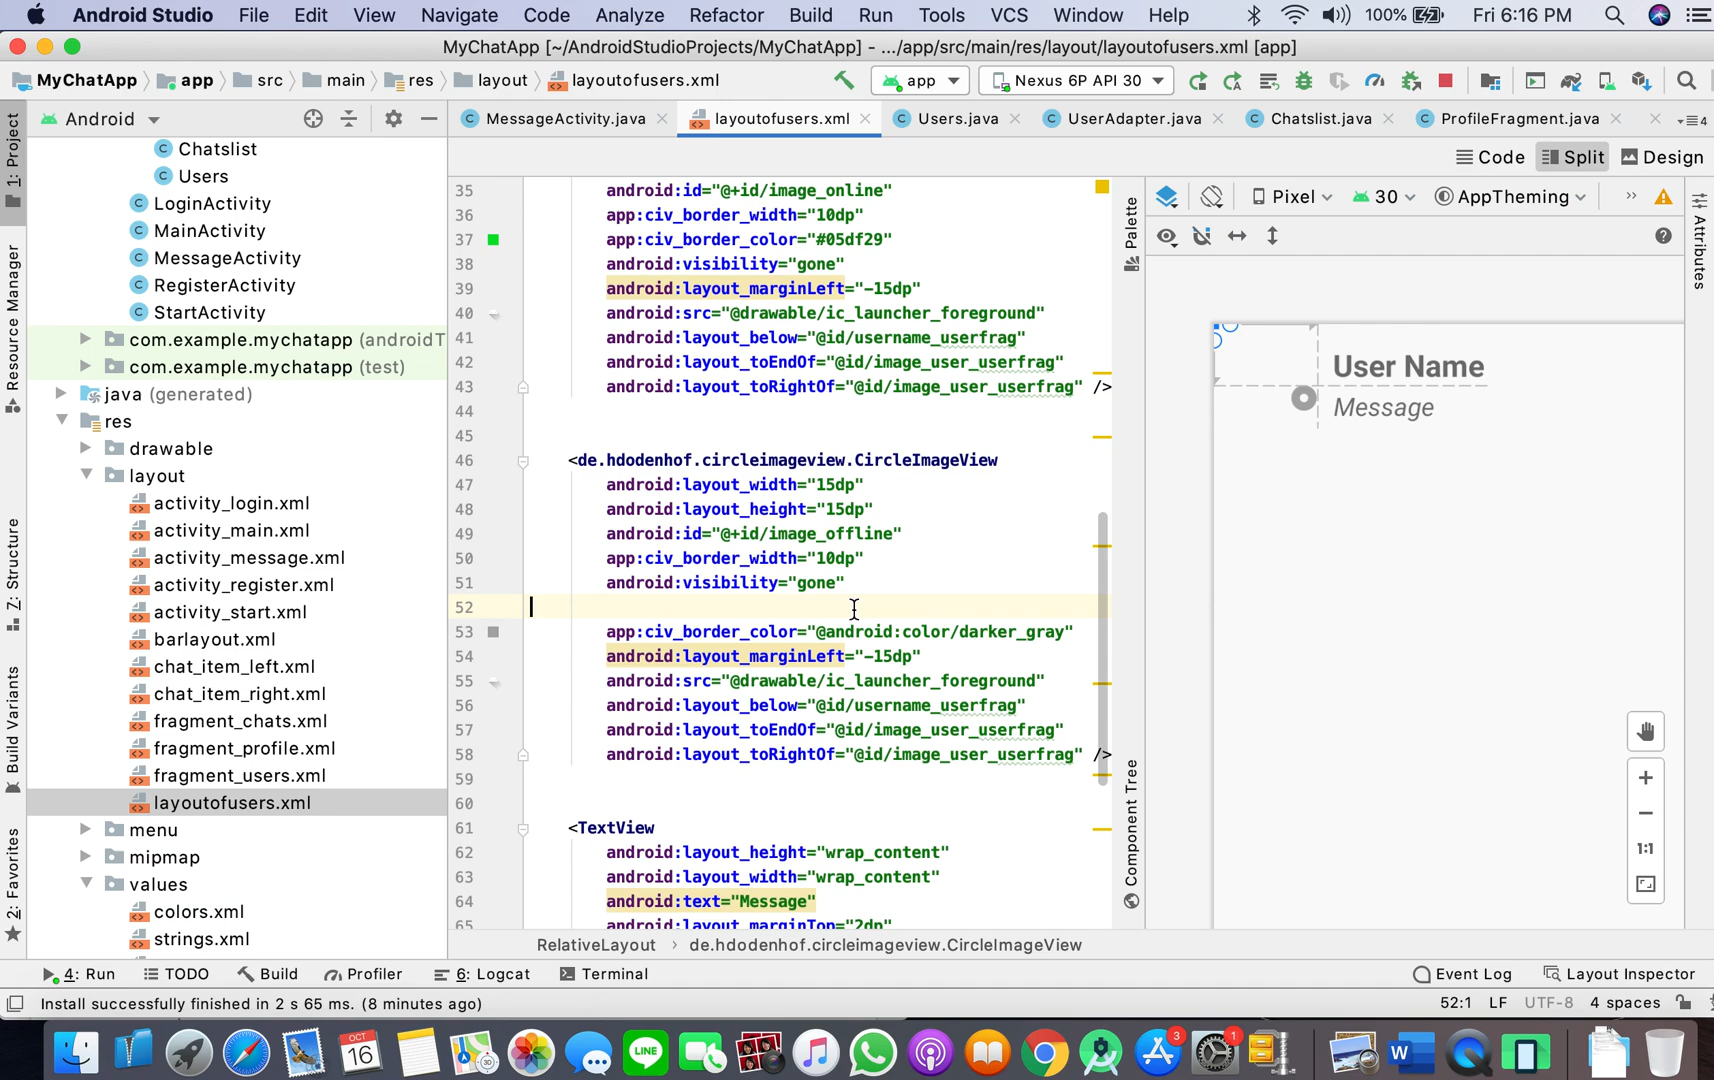 Android Studio File Edit View Navigate Code Analyze Refactor Build Run Tools VCS Window Help 100% Fri 6:16 PM
MyChatApp [~/AndroidStudioProjects/MyChatApp] - .../app/src/main/res/layout/layoutofusers.xml [app]
MyChatApp app src main res layout layoutofusers.xml app Nexus 6P API 30
1: Project
Resource Manager
7: Structure
Build Variants
2: Favorites
Android
Chatslist
Users
LoginActivity
MainActivity
MessageActivity
RegisterActivity
StartActivity
com.example.mychatapp (androidT
com.example.mychatapp (test)
java (generated)
res
drawable
layout
activity_login.xml
activity_main.xml
activity_message.xml
activity_register.xml
activity_start.xml
barlayout.xml
chat_item_left.xml
chat_item_right.xml
fragment_chats.xml
fragment_profile.xml
fragment_users.xml
layoutofusers.xml
menu
mipmap
values
colors.xml
strings.xml
MessageActivity.java layoutofusers.xml Users.java UserAdapter.java Chatslist.java ProfileFragment.java 4
Code Split Design
35 android:id="@+id/image_online"
36 app:civ_border_width="10dp"
37 app:civ_border_color="#05df29"
38 android:visibility="gone"
39 android:layout_marginLeft="-15dp"
40 android:src="@drawable/ic_launcher_foreground"
41 android:layout_below="@id/username_userfrag"
42 android:layout_toEndOf="@id/image_user_userfrag"
43 android:layout_toRightOf="@id/image_user_userfrag" />
44
45
46 <de.hdodenhof.circleimageview.CircleImageView
47 android:layout_width="15dp"
48 android:layout_height="15dp"
49 android:id="@+id/image_offline"
50 app:civ_border_width="10dp"
51 android:visibility="gone"
52
53 app:civ_border_color="@android:color/darker_gray"
54 android:layout_marginLeft="-15dp"
55 android:src="@drawable/ic_launcher_foreground"
56 android:layout_below="@id/username_userfrag"
57 android:layout_toEndOf="@id/image_user_userfrag"
58 android:layout_toRightOf="@id/image_user_userfrag" />
59
60
61 <TextView
62 android:layout_height="wrap_content"
63 android:layout_width="wrap_content"
64 android:text="Message"
65 android:layout_marginTop="2dp"
RelativeLayout > de.hdodenhof.circleimageview.CircleImageView
Palette
Component Tree
Pixel 30 AppTheming >>
?
User Name
Message
+
−
1:1
Attributes
4: Run TODO Build Profiler 6: Logcat Terminal Event Log Layout Inspector
Install successfully finished in 2 s 65 ms. (8 minutes ago) 52:1 LF UTF-8 4 spaces
OCT
16
30
LINE
3
1
W